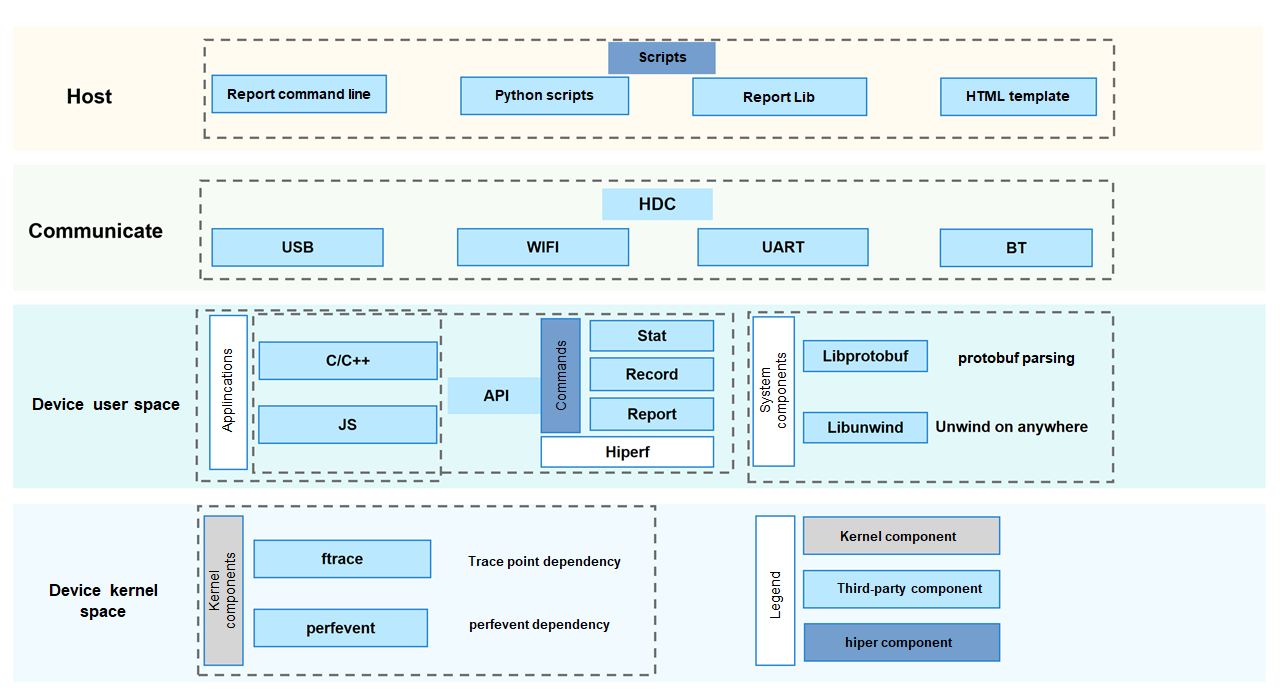 Host
Scripts
Report command line
Python scripts
Report Lib
HTML template
Communicate
HDC
USB
WIFI
UART
BT
Device user space
Applincations
C/C++
JS
API
Commands
Stat
Record
Report
Hiperf
System
components
Libprotobuf
protobuf parsing
Libunwind
Unwind on anywhere
Device kernel
space
Kernel
components
ftrace
Trace point dependency
perfevent
perfevent dependency
Legend
Kernel component
Third-party component
hiper component